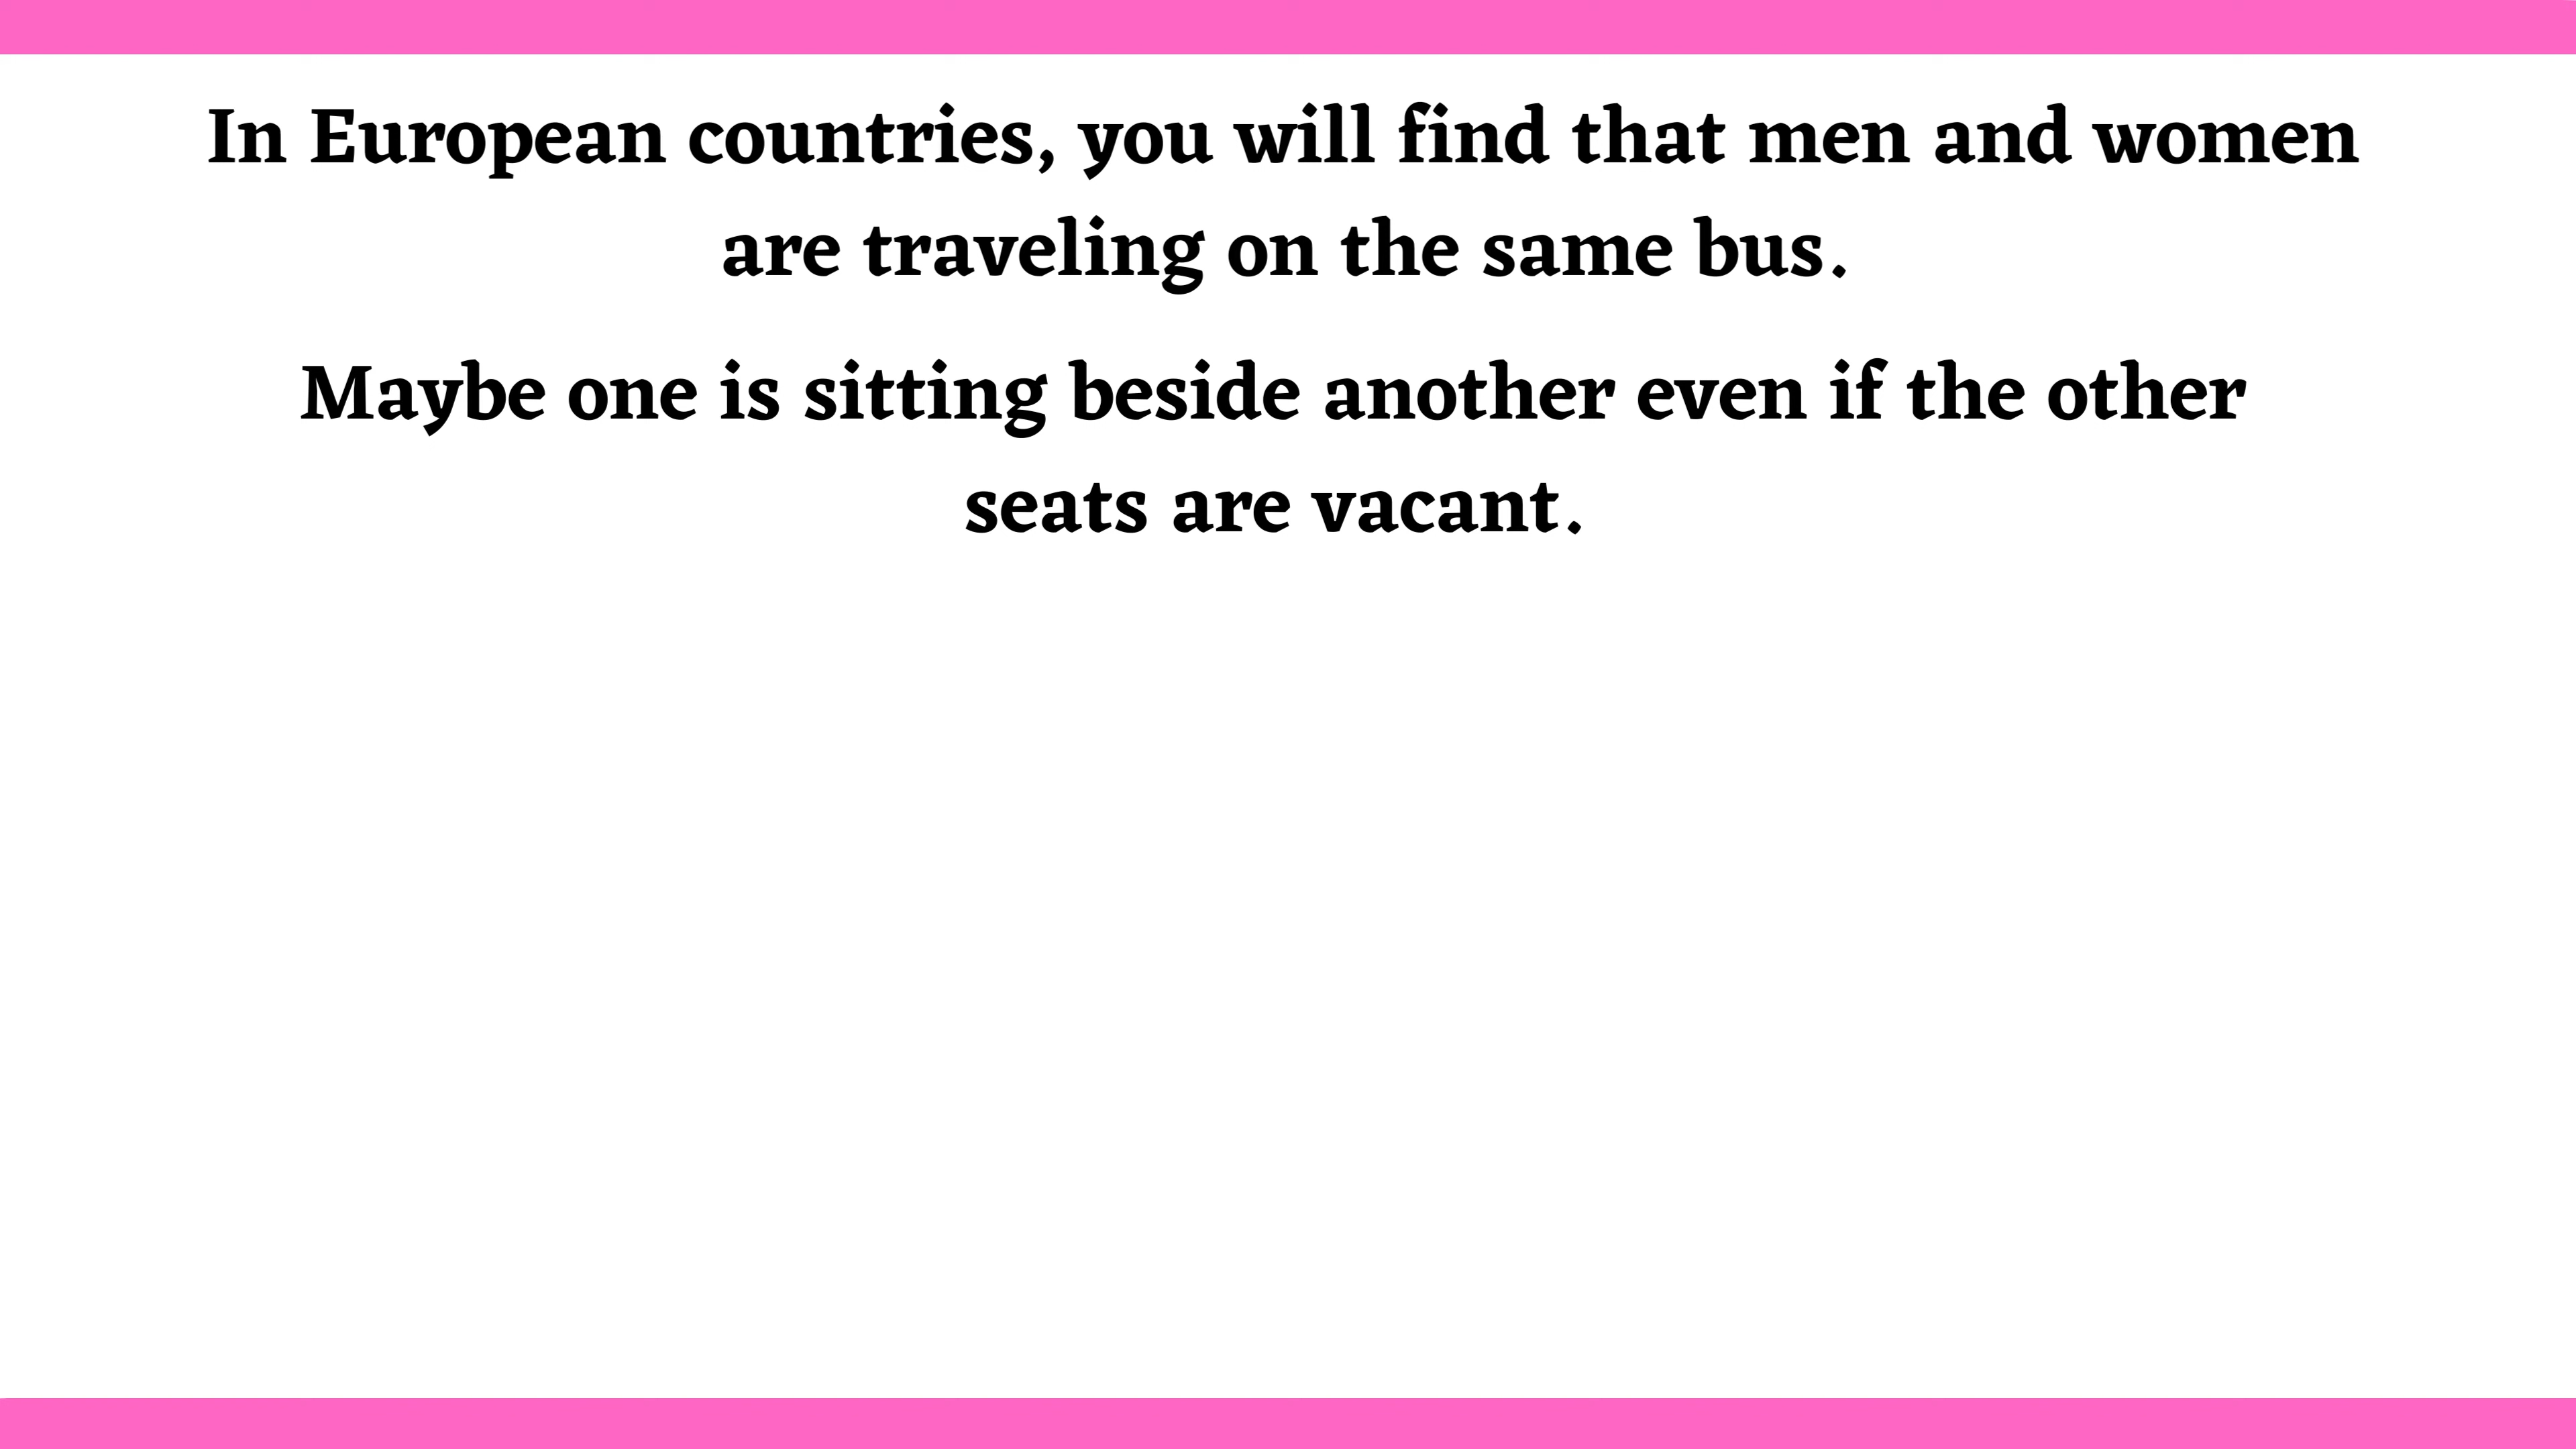 In European countries, you will find that men and women
are traveling on the same bus.
Maybe one is sitting beside another even if the other
seats are vacant.